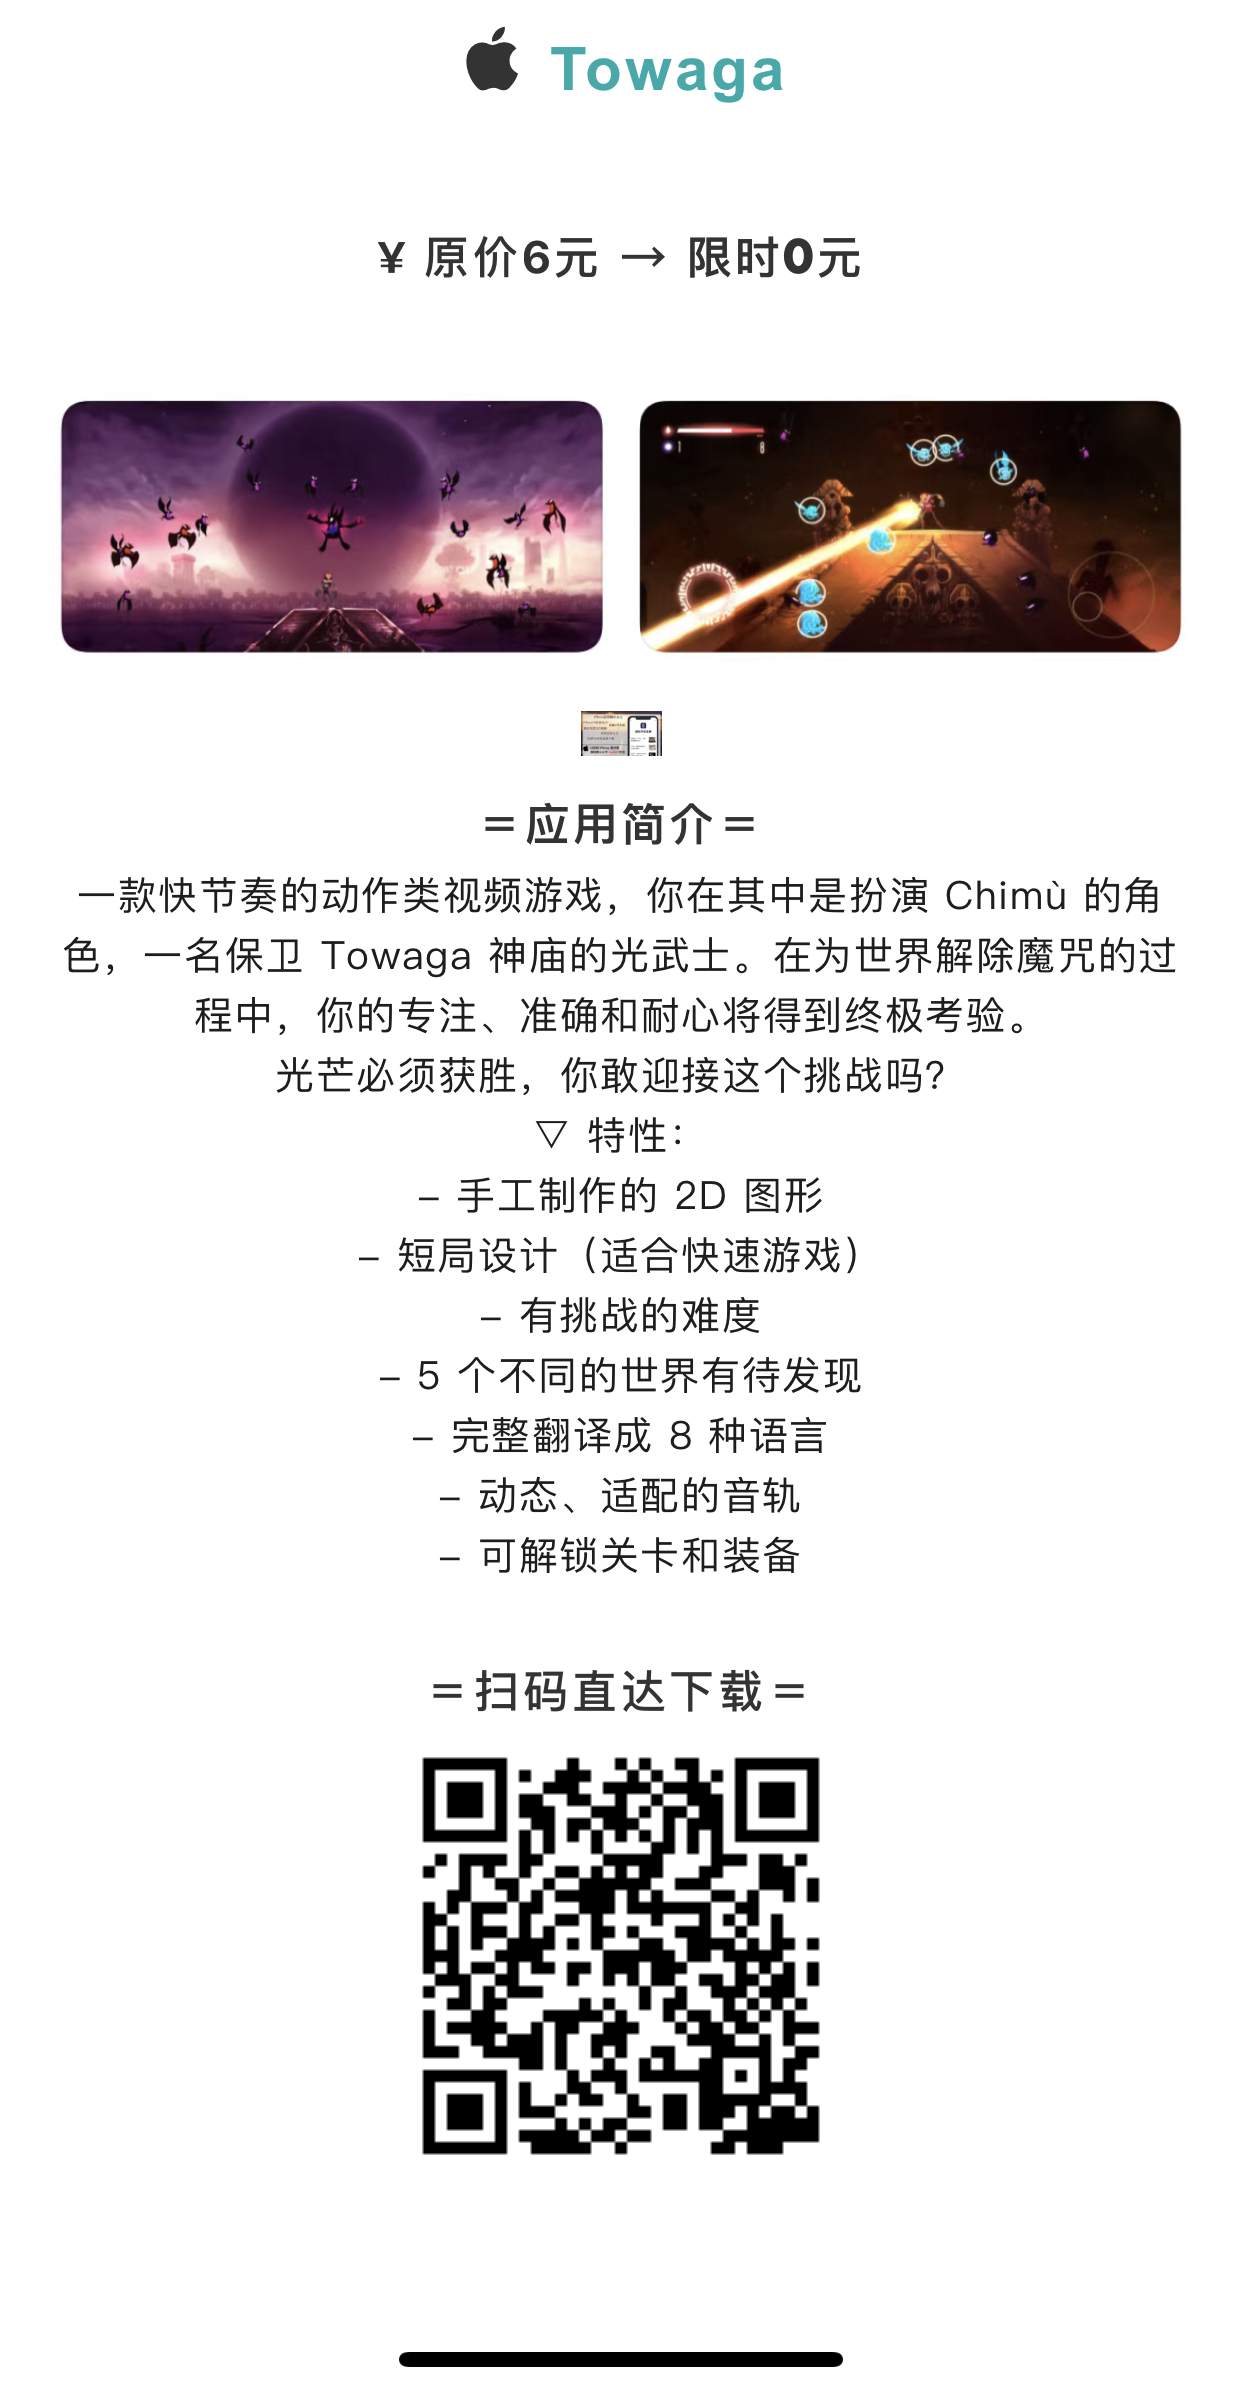 Towaga
¥ 原价6元 → 限时0元
1
8
=应用简介=
一款快节奏的动作类视频游戏，你在其中是扮演 Chimù 的角
色，一名保卫 Towaga 神庙的光武士。在为世界解除魔咒的过
程中，你的专注、准确和耐心将得到终极考验。
光芒必须获胜，你敢迎接这个挑战吗？
▽ 特性：
– 手工制作的 2D 图形
– 短局设计（适合快速游戏）
– 有挑战的难度
– 5 个不同的世界有待发现
– 完整翻译成 8 种语言
– 动态、适配的音轨
– 可解锁关卡和装备
=扫码直达下载=